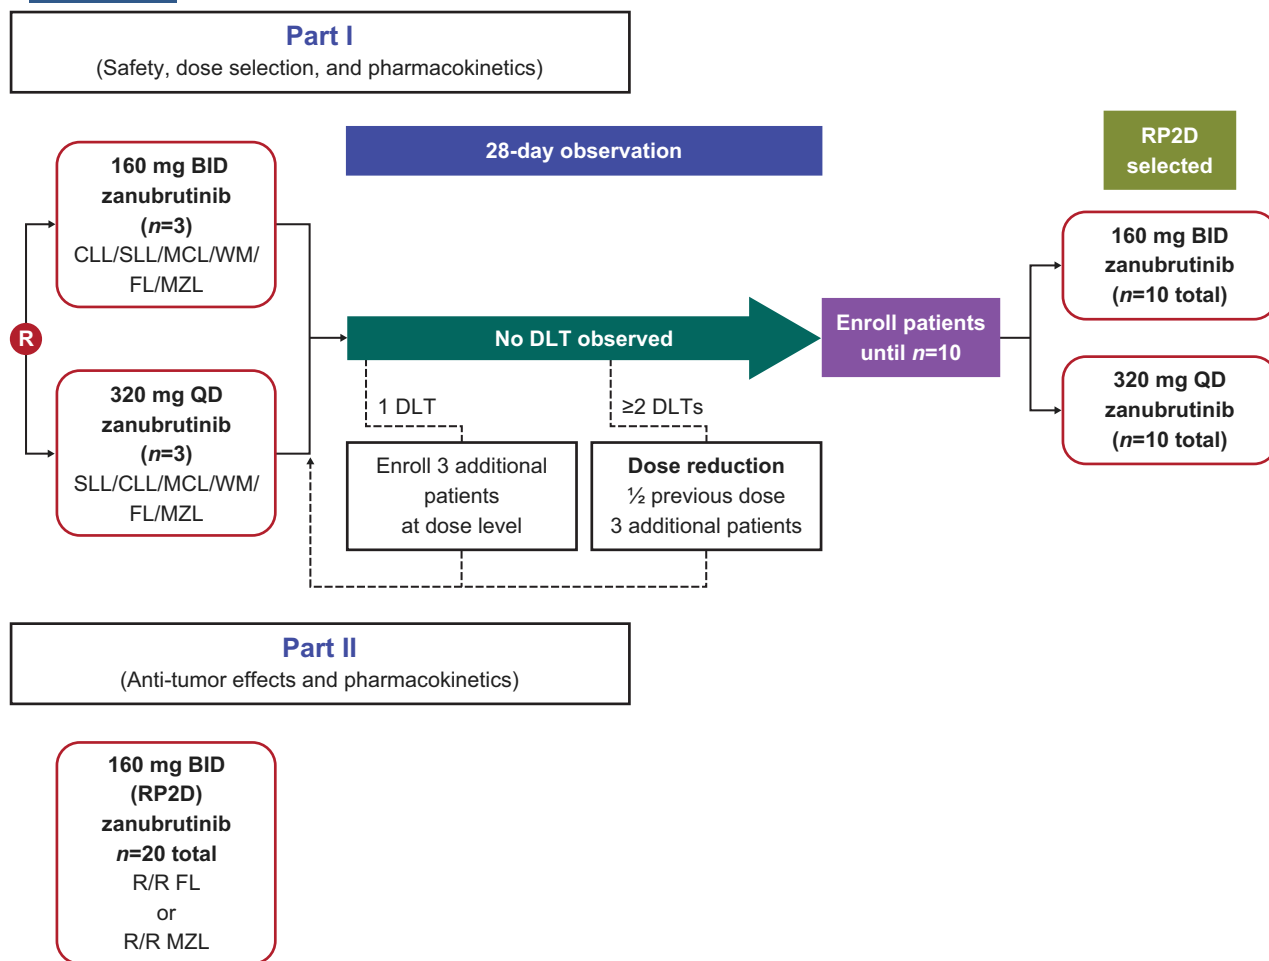 Part I
(Safety, dose selection, and pharmacokinetics)
160 mg BID
zanubrutinib
(n=3)
CLL/SLL/MCL/WM/
FL/MZL
R
320 mg QD
zanubrutinib
(n=3)
SLL/CLL/MCL/WM/
FL/MZL
28-day observation
No DLT observed
1 DLT
Enroll 3 additional
patients
at dose level
≥2 DLTs
Dose reduction
½ previous dose
3 additional patients
Enroll patients
until n=10
RP2D
selected
160 mg BID
zanubrutinib
(n=10 total)
320 mg QD
zanubrutinib
(n=10 total)
Part II
(Anti-tumor effects and pharmacokinetics)
160 mg BID
(RP2D)
zanubrutinib
n=20 total
R/R FL
or
R/R MZL